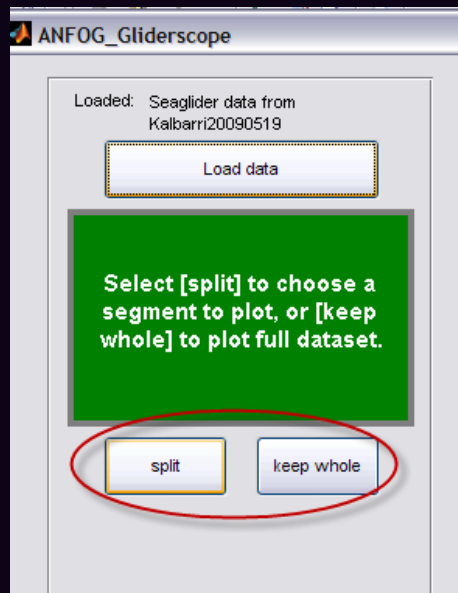 ANFOG_Gliderscope
Loaded: Seaglider data from
Kalbarri20090519
Load data
Select [split] to choose a
segment to plot, or [keep
whole] to plot full dataset.
split
keep whole